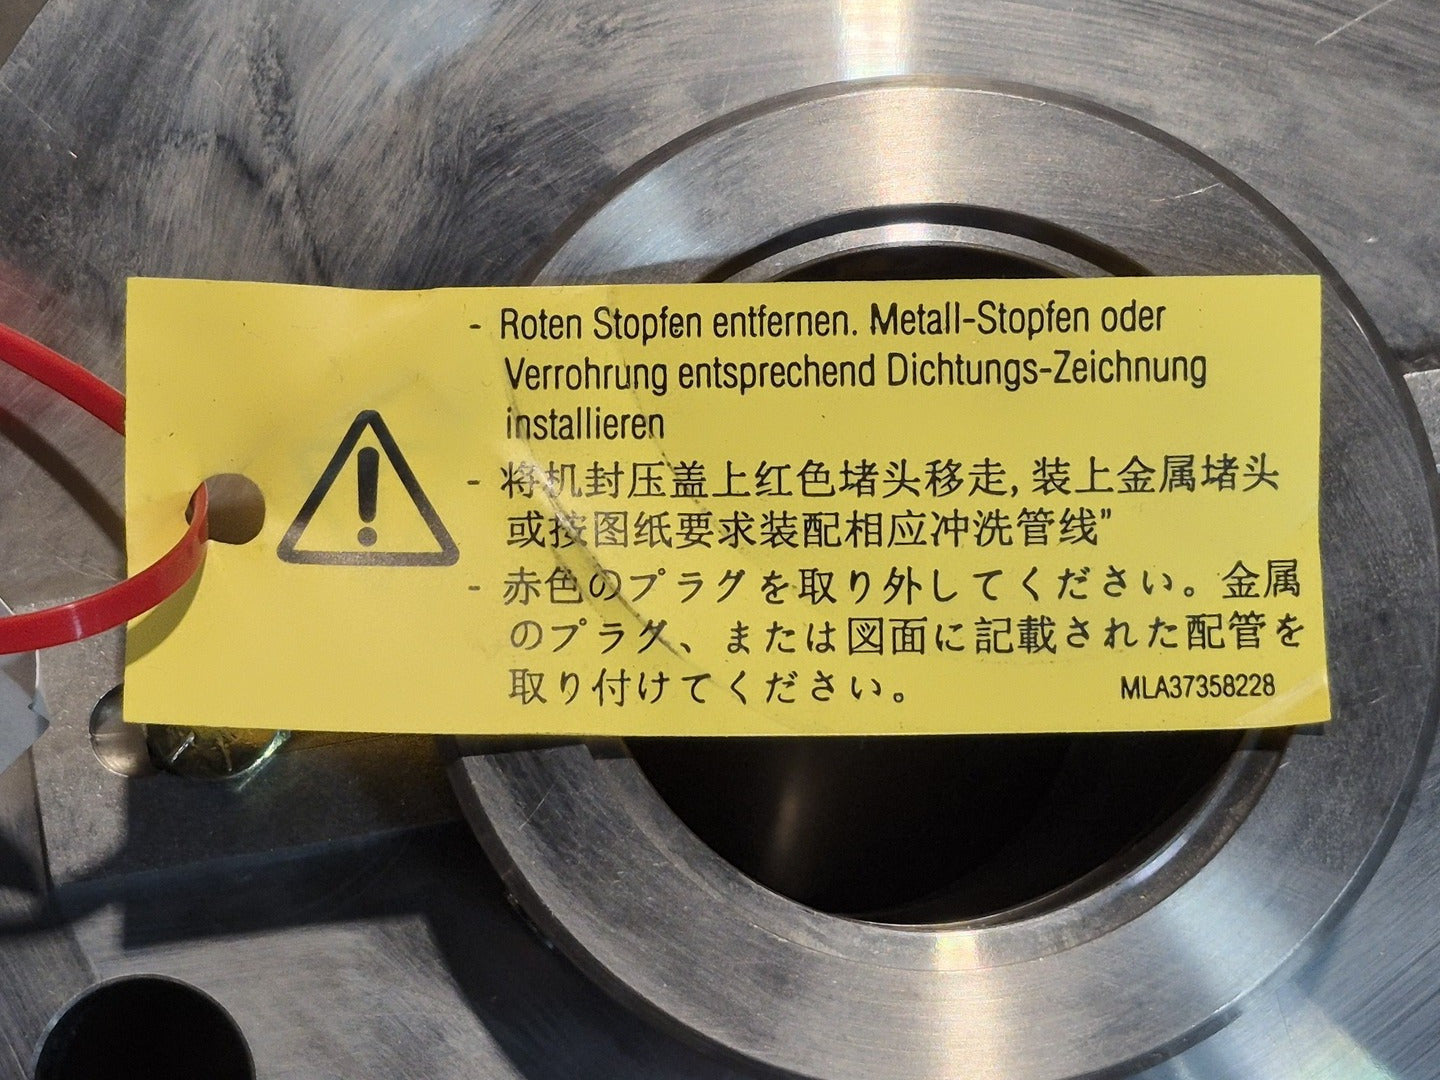 - Roten Stopfen entfernen. Metall-Stopfen oder
Verrohrung entsprechend Dichtungs-Zeichnung
installieren
- 将机封压盖上红色堵头移走, 装上金属堵头
或按图纸要求装配相应冲洗管线”
- 赤色のプラグを取り外してください。金属
のプラグ、または図面に記載された配管を
取り付けてください。
MLA37358228